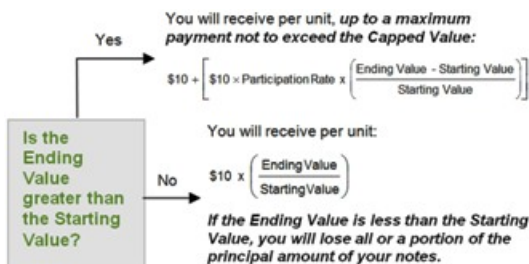 You will receive per unit, up to a maximum
payment not to exceed the Capped Value:
Yes
$10 + [$10 × Participation Rate x (Ending Value - Starting Value / Starting Value)]
Is the
Ending
Value
greater than
the Starting
Value?
No
You will receive per unit:
$10 x (Ending Value / Starting Value)
If the Ending Value is less than the Starting
Value, you will lose all or a portion of the
principal amount of your notes.